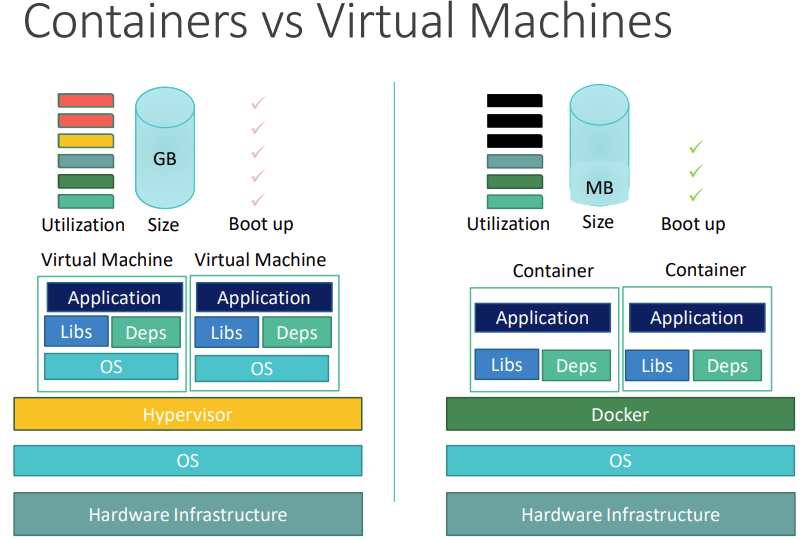 Containers vs Virtual Machines
GB
Utilization
Size
Boot up
Virtual Machine
Virtual Machine
Application
Application
Libs
Deps
Libs
Deps
OS
OS
Hypervisor
OS
Hardware Infrastructure
MB
Utilization
Size
Boot up
Container
Container
Application
Application
Libs
Deps
Libs
Deps
Docker
OS
Hardware Infrastructure